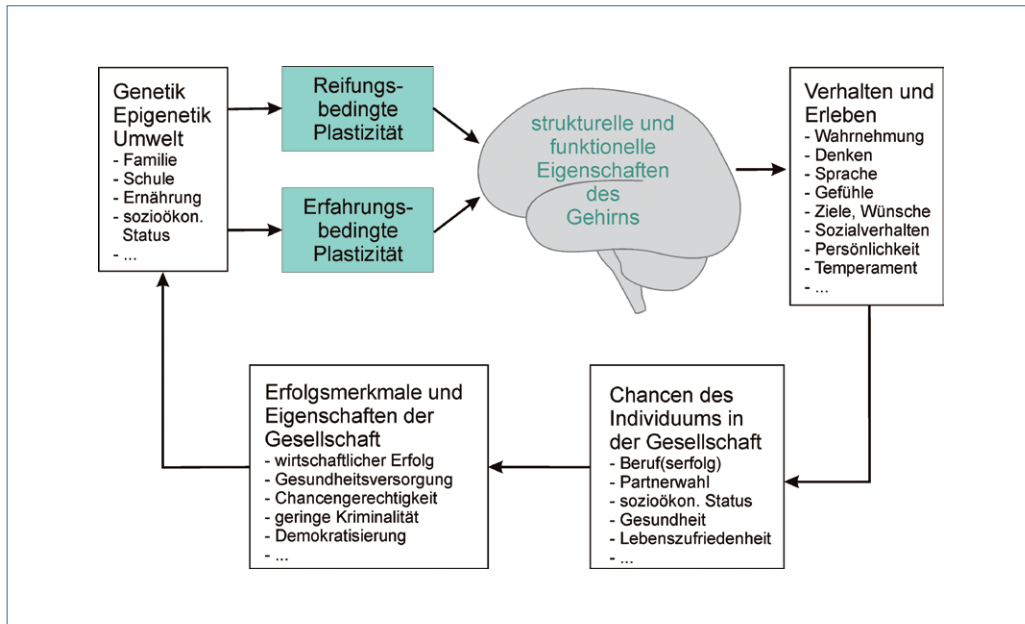 Genetik
Epigenetik
Umwelt
- Familie
- Schule
- Ernährung
- sozioökon.
Status
- ...
Reifungs-
bedingte
Plastizität
Erfahrungs-
bedingte
Plastizität
strukturelle und
funktionelle
Eigenschaften
des
Gehirns
Verhalten und
Erleben
- Wahrnehmung
- Denken
- Sprache
- Gefühle
- Ziele, Wünsche
- Sozialverhalten
- Persönlichkeit
- Temperament
- ...
Erfolgsmerkmale und
Eigenschaften der
Gesellschaft
- wirtschaftlicher Erfolg
- Gesundheitsversorgung
- Chancengerechtigkeit
- geringe Kriminalität
- Demokratisierung
- ...
Chancen des
Individuums in
der Gesellschaft
- Beruf(serfolg)
- Partnerwahl
- sozioökon. Status
- Gesundheit
- Lebenszufriedenheit
- ...